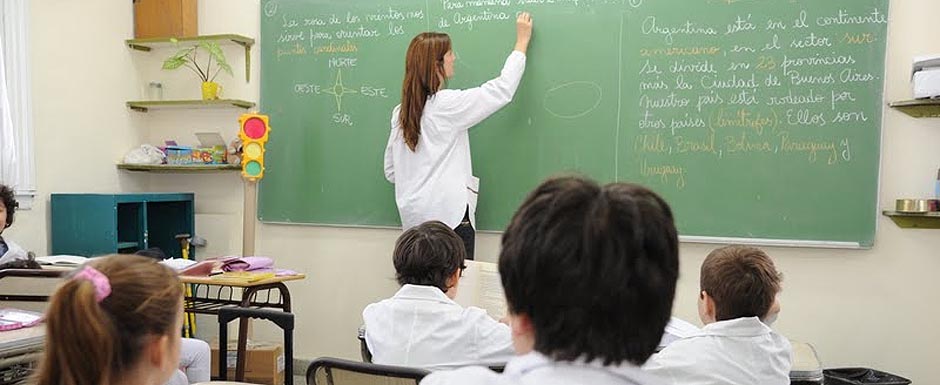 La rosa de los vientos nos
sirve para orientar los
puntos cardinales
NORTE
OESTE ESTE
SUR
Para mañana
de Argentina
Argentina está en el continente
americano, en el sector sur.
Se divide en 23 provincias
más la Ciudad de Buenos Aires.
Nuestro país está rodeado por
otros países (limítrofes). Ellos son
Chile, Brasil, Bolivia, Paraguay y
Uruguay